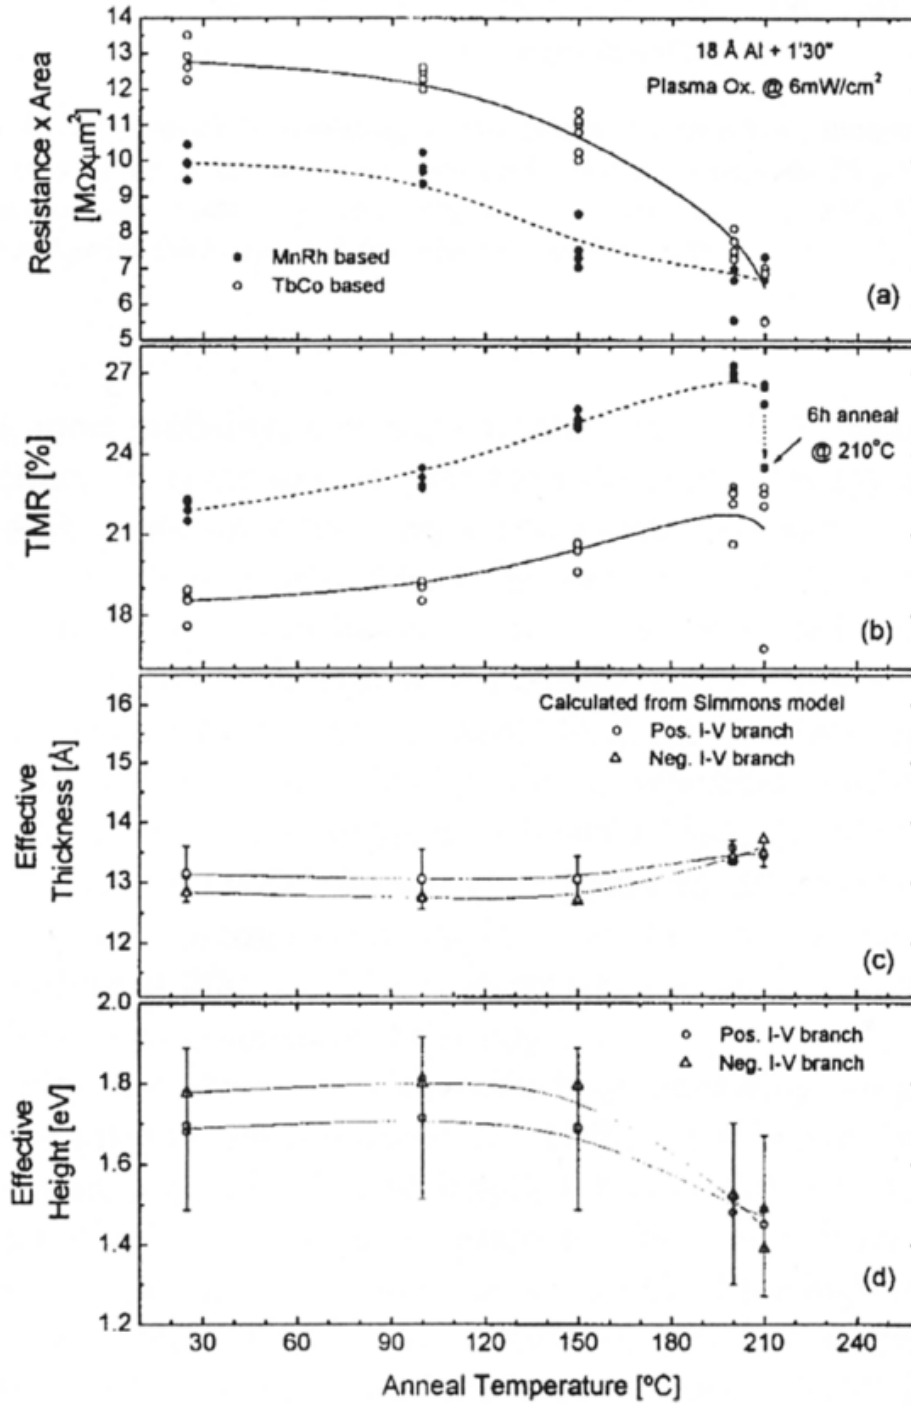 14
13
12
11
10
9
8
7
6
5
Resistance x Area
[MΩxμm²]
18 Å Al + 1'30"
Plasma Ox. @ 6mW/cm²
MnRh based
TbCo based
(a)
27
24
21
18
TMR [%]
6h anneal
@ 210°C
(b)
16
15
14
13
12
Effective
Thickness [Å]
Calculated from Simmons model
Pos. I-V branch
Neg. I-V branch
(c)
2.0
1.8
1.6
1.4
1.2
Effective
Height [eV]
Pos. I-V branch
Neg. I-V branch
(d)
30 60 90 120 150 180 210 240
Anneal Temperature [ºC]